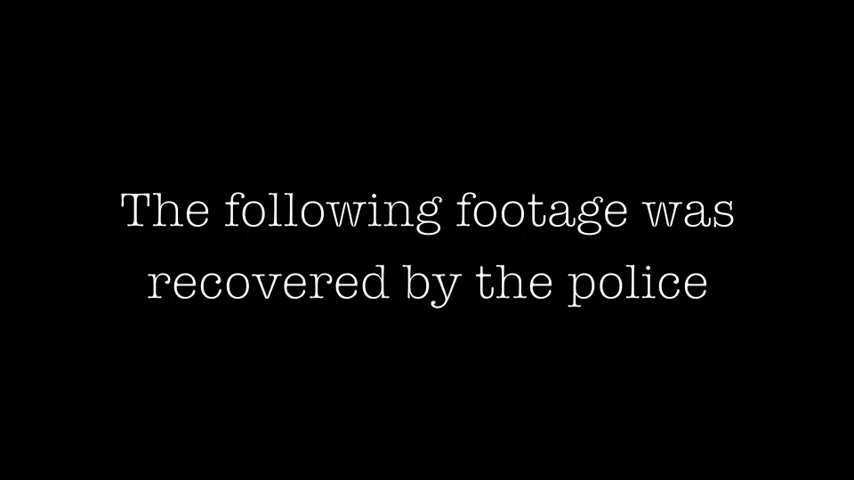 The following footage was
recovered by the police